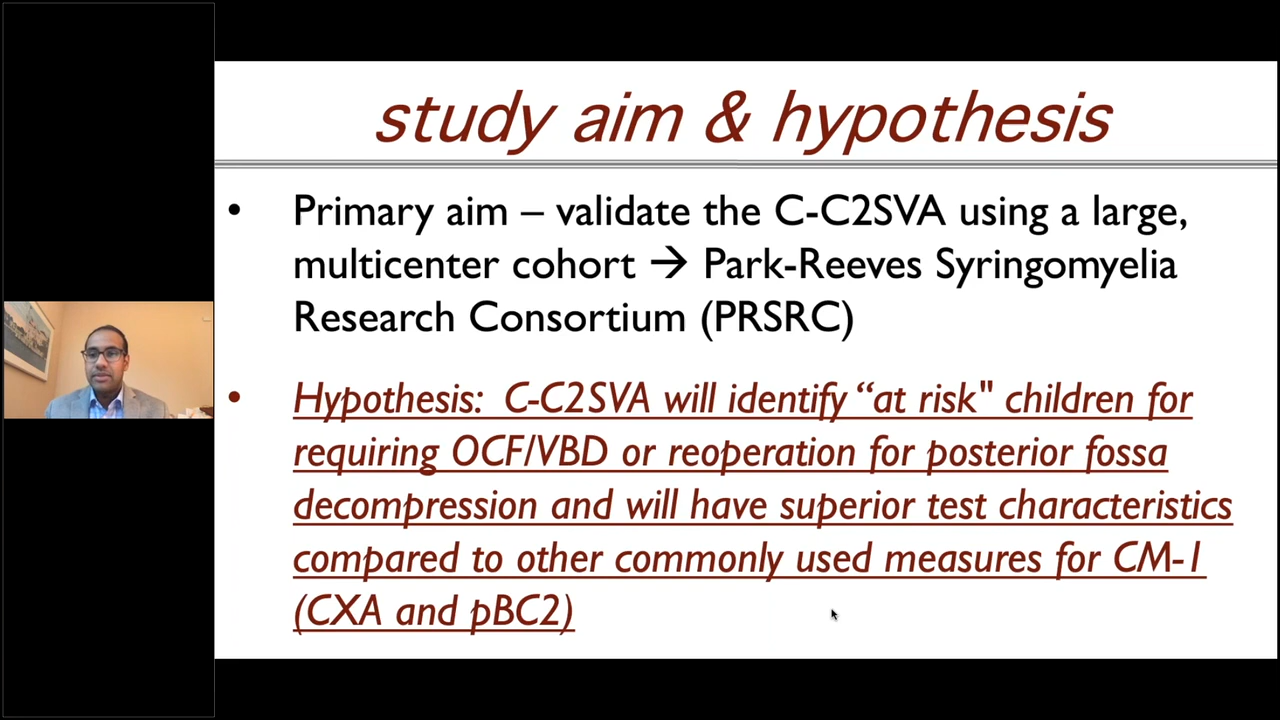 study aim & hypothesis
• Primary aim – validate the C-C2SVA using a large,
multicenter cohort → Park-Reeves Syringomyelia
Research Consortium (PRSRC)
• Hypothesis: C-C2SVA will identify “at risk" children for
requiring OCF/VBD or reoperation for posterior fossa
decompression and will have superior test characteristics
compared to other commonly used measures for CM-1
(CXA and pBC2)